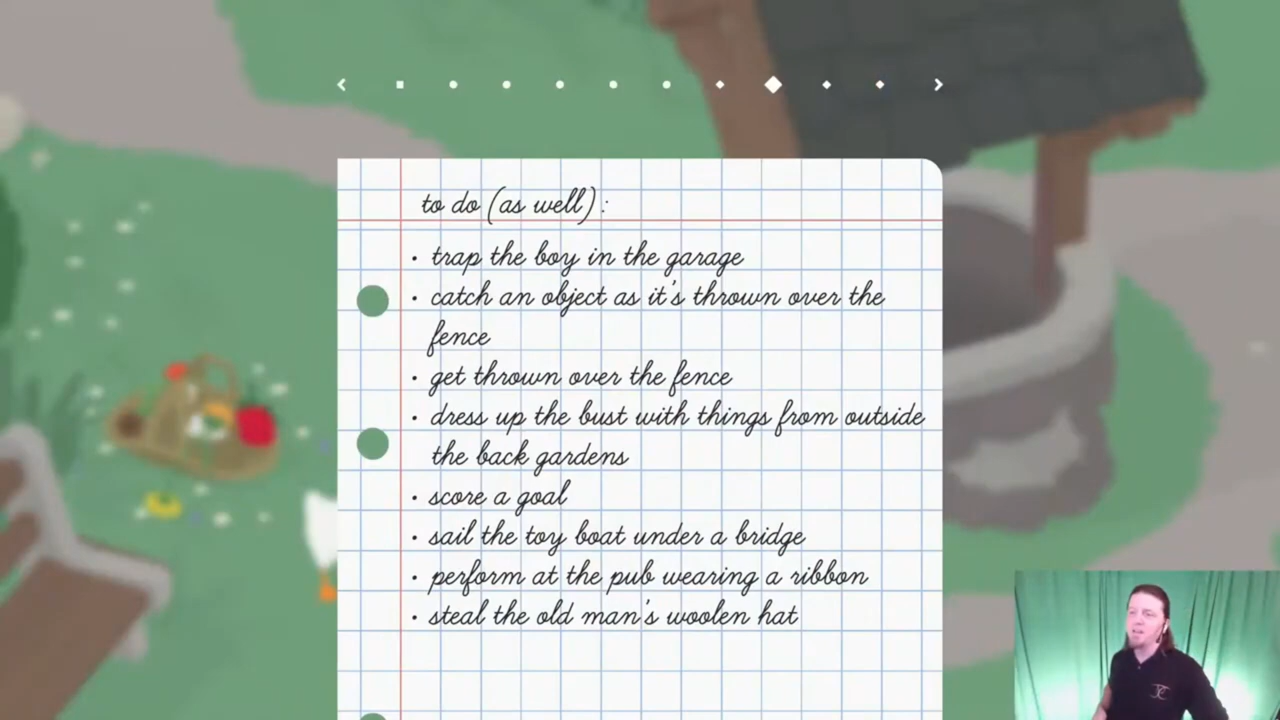 to do (as well):
• trap the boy in the garage
• catch an object as it's thrown over the
fence
• get thrown over the fence
• dress up the bust with things from outside
the back gardens
• score a goal
• sail the toy boat under a bridge
• perform at the pub wearing a ribbon
• steal the old man's woolen hat